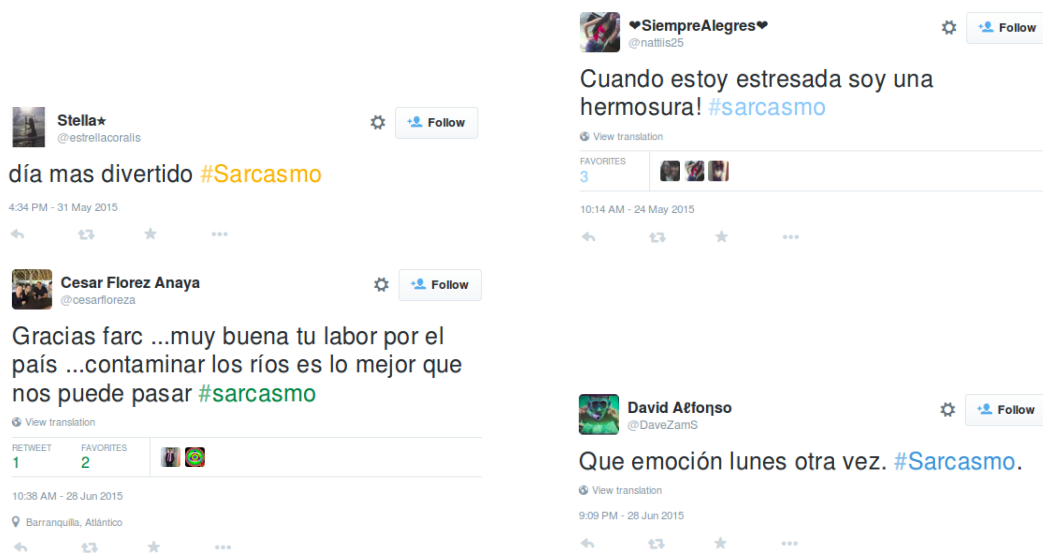 Stella★
@estrellacoralis
Follow
día mas divertido #Sarcasmo
4:34 PM - 31 May 2015
Cesar Florez Anaya
@cesarfloreza
Follow
Gracias farc ...muy buena tu labor por el
país ...contaminar los ríos es lo mejor que
nos puede pasar #sarcasmo
View translation
RETWEET FAVORITES
1 2
10:38 AM - 28 Jun 2015
Barranquilla, Atlántico
❤SiempreAlegres❤
@nattiis25
Follow
Cuando estoy estresada soy una
hermosura! #sarcasmo
View translation
FAVORITES
3
10:14 AM - 24 May 2015
David Aℓfoηso
@DaveZamS
Follow
Que emoción lunes otra vez. #Sarcasmo.
View translation
9:09 PM - 28 Jun 2015